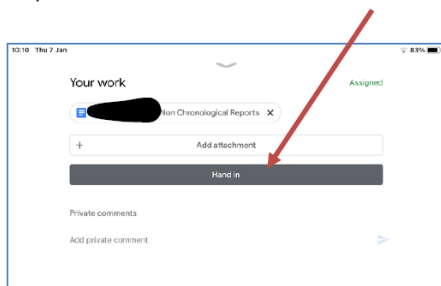 10:10 Thu 7 Jan 83%
Your work Assigned
Non Chronological Reports X
+ Add attachment
Hand in
Private comments
Add private comment